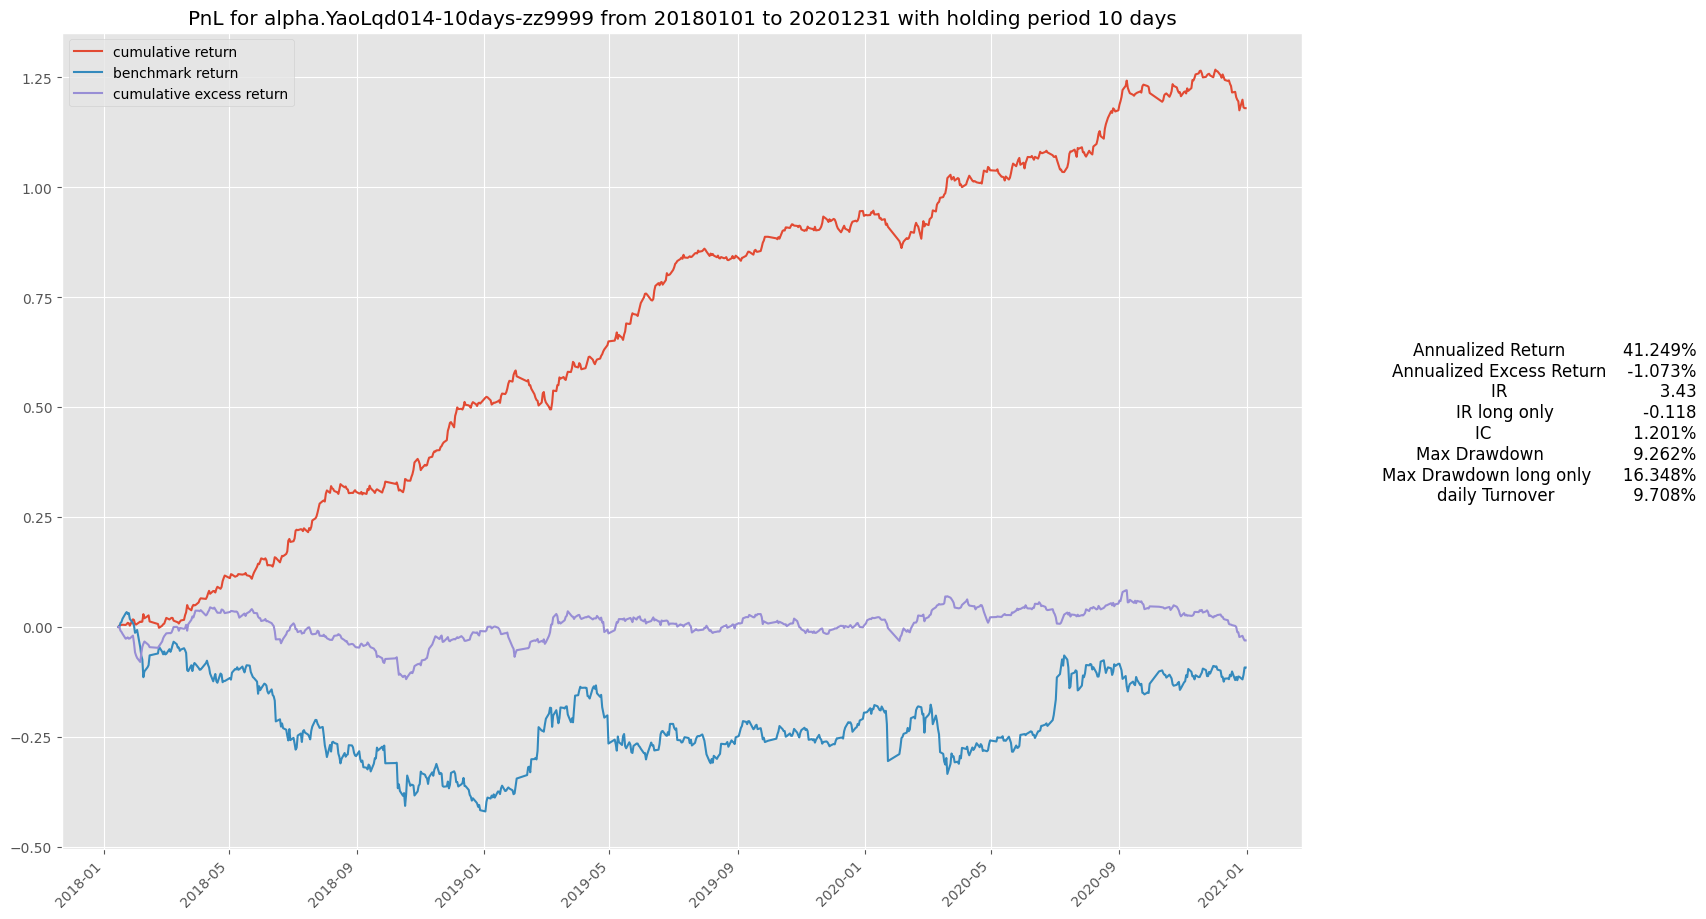 PnL for alpha.YaoLqd014-10days-zz9999 from 20180101 to 20201231 with holding period 10 days
cumulative return
benchmark return
cumulative excess return
1.25
1.00
0.75
0.50
0.25
0.00
−0.25
−0.50
2018-01
2018-05
2018-09
2019-01
2019-05
2019-09
2020-01
2020-05
2020-09
2021-01
Annualized Return 41.249%
Annualized Excess Return -1.073%
IR 3.43
IR long only -0.118
IC 1.201%
Max Drawdown 9.262%
Max Drawdown long only 16.348%
daily Turnover 9.708%